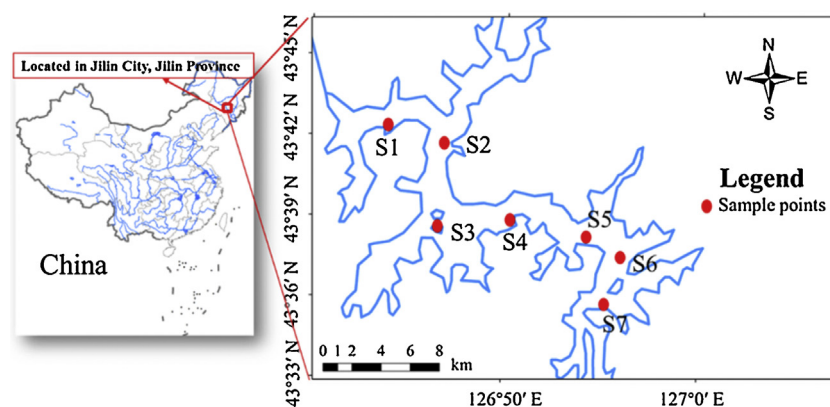 Located in Jilin City, Jilin Province
China
43°45′ N
43°42′ N
43°39′ N
43°36′ N
43°33′ N
S1
S2
S3
S4
S5
S6
S7
N
W
E
S
Legend
Sample points
0 1 2 4 6 8
km
126°50′ E
127°0′ E